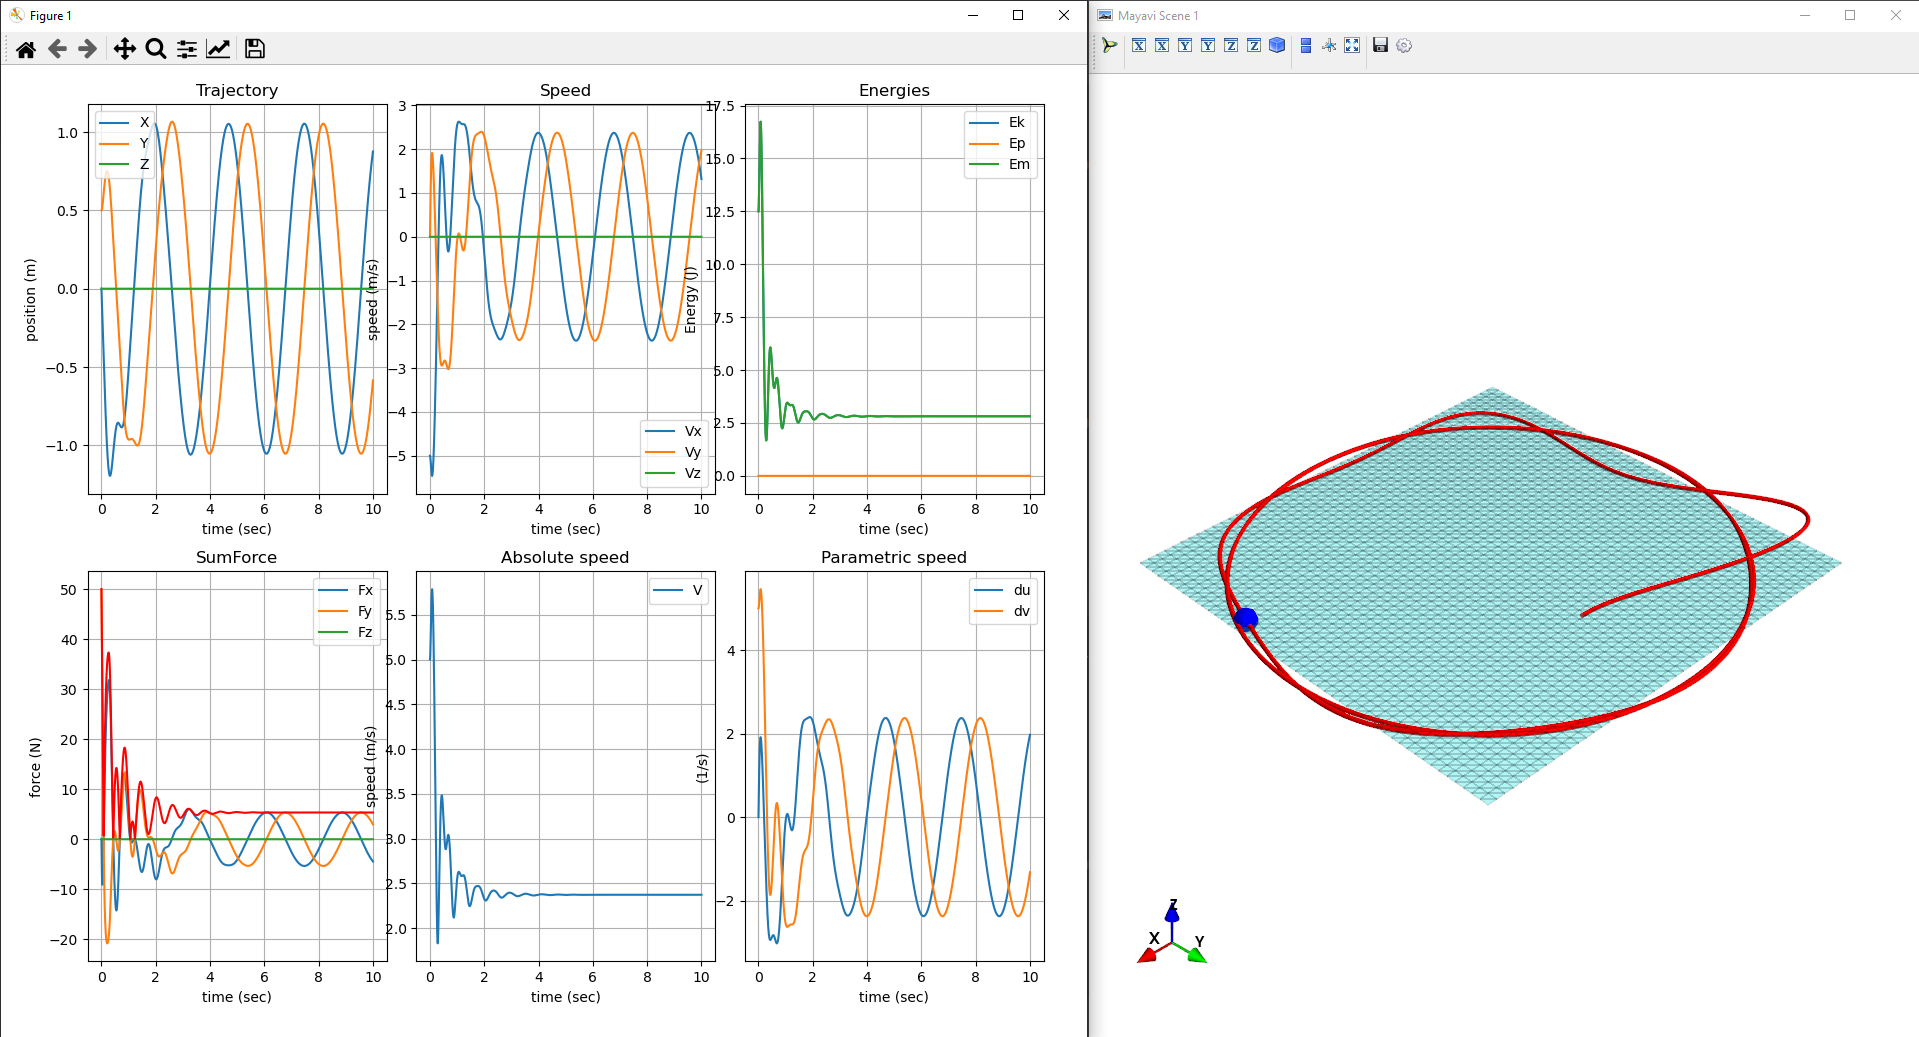 Figure 1
Mayavi Scene 1
X X Y Y Z Z
Trajectory
Speed
Energies
X
Y
Z
1.0
0.5
0.0
−0.5
−1.0
position (m)
0 2 4 6 8 10
time (sec)
3
2
1
0
−1
−2
−3
−4
−5
speed (m/s)
Vx
Vy
Vz
0 2 4 6 8 10
time (sec)
17.5
15.0
12.5
10.0
7.5
5.0
2.5
0.0
Energy (J)
Ek
Ep
Em
0 2 4 6 8 10
time (sec)
SumForce
Absolute speed
Parametric speed
50
40
30
20
10
0
−10
−20
force (N)
Fx
Fy
Fz
0 2 4 6 8 10
time (sec)
5.5
5.0
4.5
4.0
3.5
3.0
2.5
2.0
speed (m/s)
V
0 2 4 6 8 10
time (sec)
4
2
0
−2
(1/s)
du
dv
0 2 4 6 8 10
time (sec)
Z
X
Y